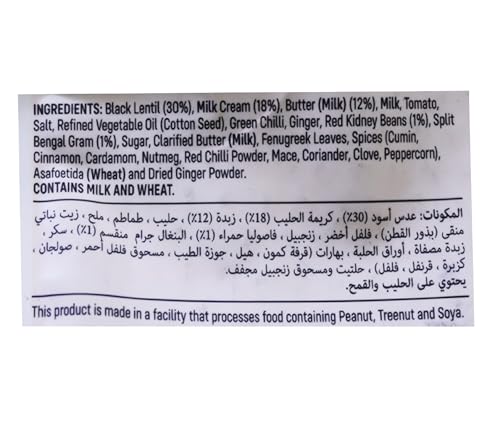 INGREDIENTS: Black Lentil (30%), Milk Cream (18%), Butter (Milk) (12%), Milk, Tomato,
Salt, Refined Vegetable Oil (Cotton Seed), Green Chilli, Ginger, Red Kidney Beans (1%), Split
Bengal Gram (1%), Sugar, Clarified Butter (Milk), Fenugreek Leaves, Spices (Cumin,
Cinnamon, Cardamom, Nutmeg, Red Chilli Powder, Mace, Coriander, Clove, Peppercorn),
Asafoetida (Wheat) and Dried Ginger Powder.
CONTAINS MILK AND WHEAT.
المكونات: عدس أسود (30٪) ، كريمة الحليب (18٪) ، زبدة (12٪) ، حليب ، طماطم ، ملح ، زيت نباتي
منقى (بذور القطن) ، فلفل أخضر ، زنجبيل ، فاصوليا حمراء (1٪) ، البنغال جرام منقسم (1٪) ، سكر ،
زبدة مصفاة ، أوراق الحلبة ، بهارات (قرفة كمون ، هيل ، جوزة الطيب ، مسحوق فلفل أحمر ، صولجان ،
كزبرة ، قرنفل ، فلفل) ، حلتيت ومسحوق زنجبيل مجفف.
يحتوي على الحليب والقمح.
This product is made in a facility that processes food containing Peanut, Treenut and Soya.